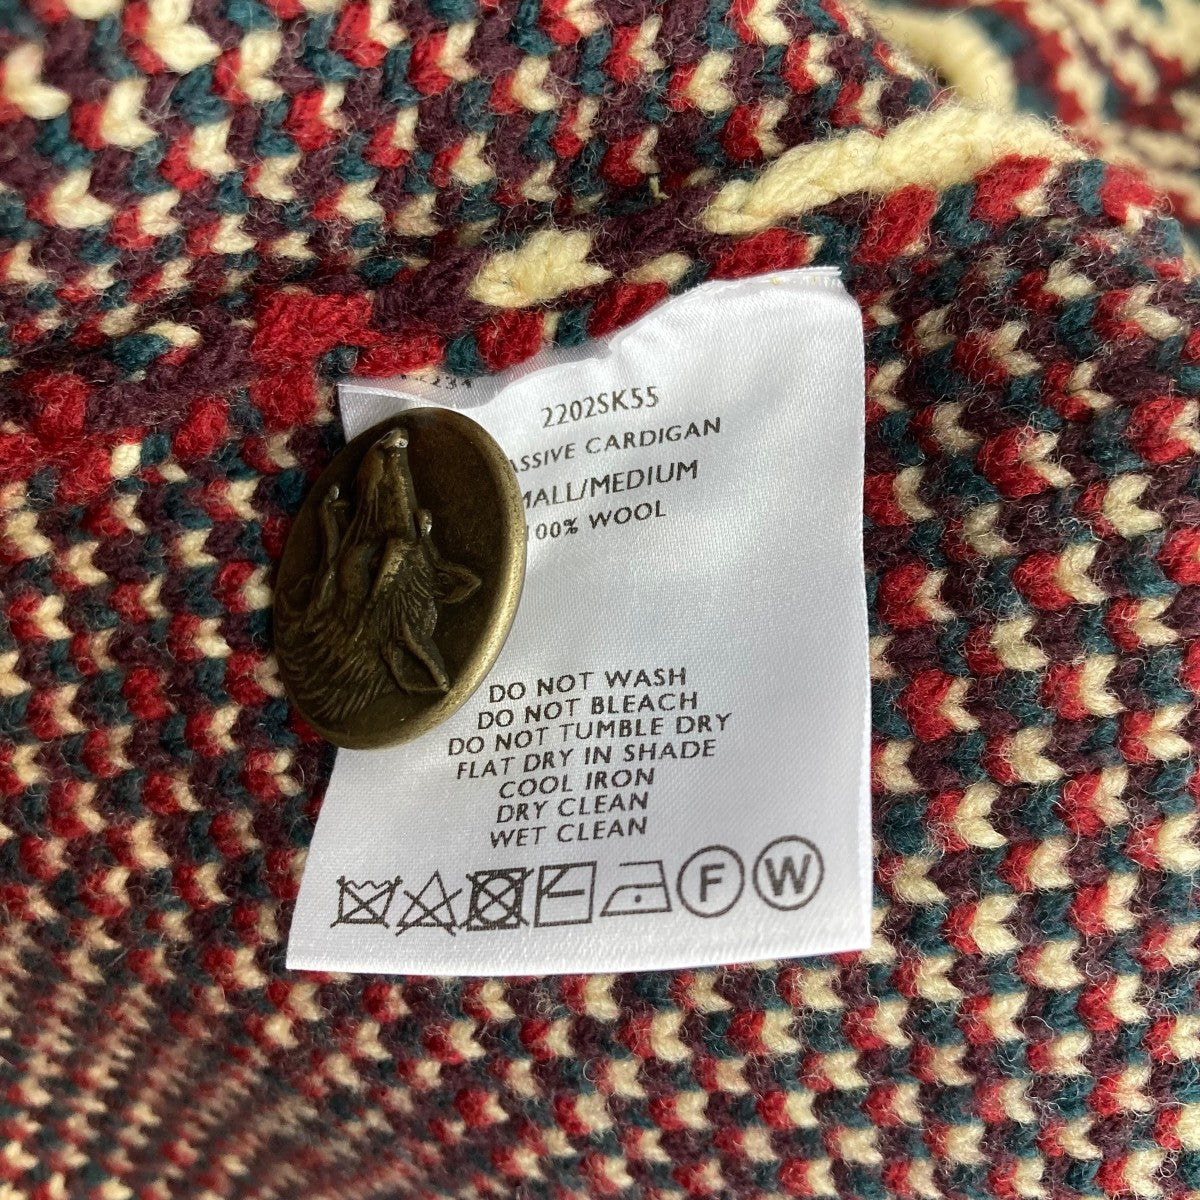 2202SK55
ASSIVE CARDIGAN
MALL/MEDIUM
100% WOOL
DO NOT WASH
DO NOT BLEACH
DO NOT TUMBLE DRY
FLAT DRY IN SHADE
COOL IRON
DRY CLEAN
WET CLEAN
F W